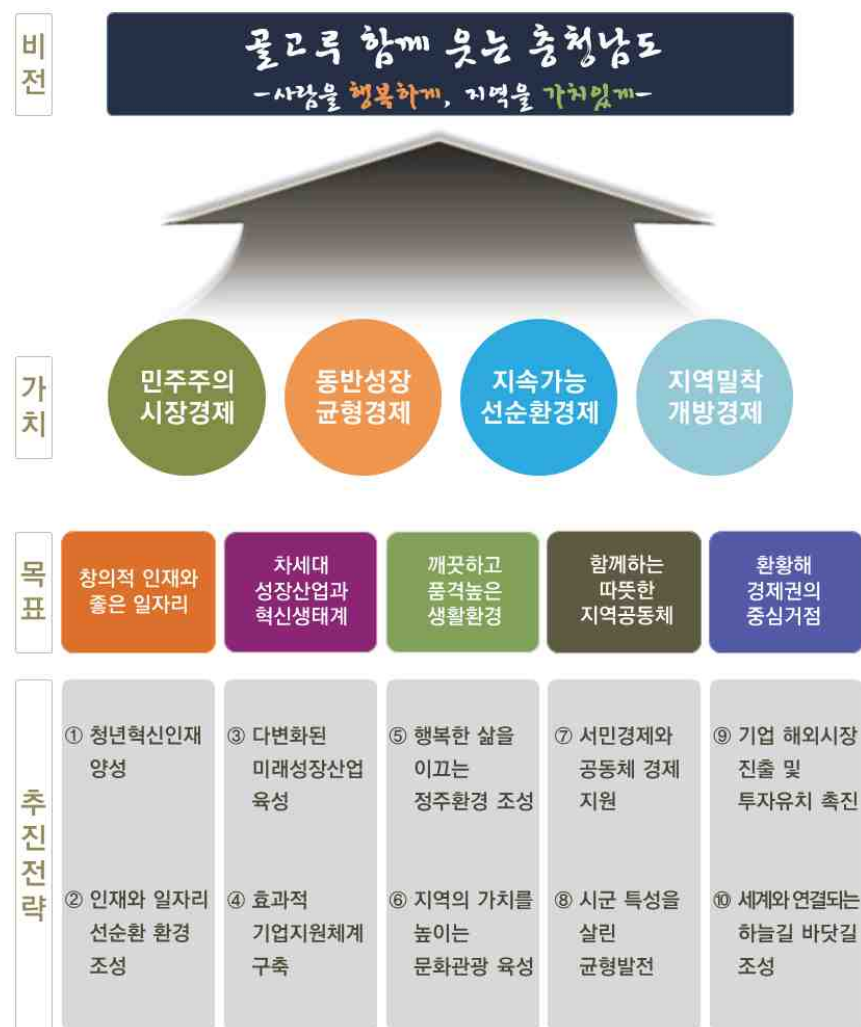 비전
골고루 함께 웃는 충청남도
-사람을 행복하게, 지역을 가치있게-
가치
민주주의
시장경제
동반성장
균형경제
지속가능
선순환경제
지역밀착
개방경제
목표
창의적 인재와
좋은 일자리
차세대
성장산업과
혁신생태계
깨끗하고
품격높은
생활환경
함께하는
따뜻한
지역공동체
환황해
경제권의
중심거점
추진전략
① 청년혁신인재
양성
② 인재와 일자리
선순환 환경
조성
③ 다변화된
미래성장산업
육성
④ 효과적
기업지원체계
구축
⑤ 행복한 삶을
이끄는
정주환경 조성
⑥ 지역의 가치를
높이는
문화관광 육성
⑦ 서민경제와
공동체 경제
지원
⑧ 시군 특성을
살린
균형발전
⑨ 기업 해외시장
진출 및
투자유치 촉진
⑩ 세계와 연결되는
하늘길 바닷길
조성